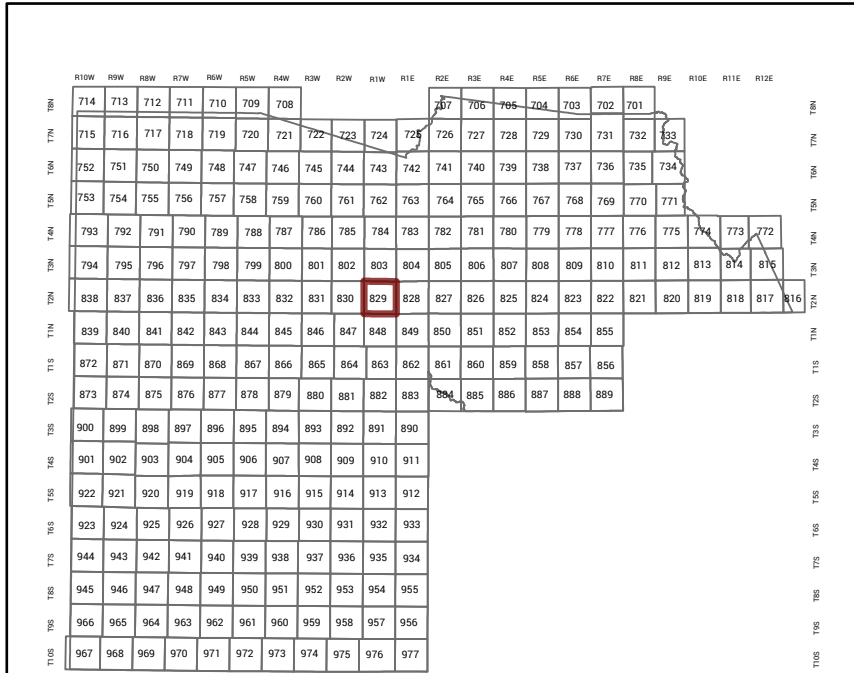 R10W R9W R8W R7W R6W R5W R4W R3W R2W R1W R1E R2E R3E R4E R5E R6E R7E R8E R9E R10E R11E R12E
T8N 714 713 712 711 710 709 708 707 706 705 704 703 702 701 T8N
T7N 715 716 717 718 719 720 721 722 723 724 725 726 727 728 729 730 731 732 733 T7N
T6N 752 751 750 749 748 747 746 745 744 743 742 741 740 739 738 737 736 735 734 T6N
T5N 753 754 755 756 757 758 759 760 761 762 763 764 765 766 767 768 769 770 771 T5N
T4N 793 792 791 790 789 788 787 786 785 784 783 782 781 780 779 778 777 776 775 774 773 772 T4N
T3N 794 795 796 797 798 799 800 801 802 803 804 805 806 807 808 809 810 811 812 813 814 815 T3N
T2N 838 837 836 835 834 833 832 831 830 829 828 827 826 825 824 823 822 821 820 819 818 817 816 T2N
T1N 839 840 841 842 843 844 845 846 847 848 849 850 851 852 853 854 855 T1N
T1S 872 871 870 869 868 867 866 865 864 863 862 861 860 859 858 857 856 T1S
T2S 873 874 875 876 877 878 879 880 881 882 883 884 885 886 887 888 889 T2S
T3S 900 899 898 897 896 895 894 893 892 891 890 T3S
T4S 901 902 903 904 905 906 907 908 909 910 911 T4S
T5S 922 921 920 919 918 917 916 915 914 913 912 T5S
T6S 923 924 925 926 927 928 929 930 931 932 933 T6S
T7S 944 943 942 941 940 939 938 937 936 935 934 T7S
T8S 945 946 947 948 949 950 951 952 953 954 955 T8S
T9S 966 965 964 963 962 961 960 959 958 957 956 T9S
T10S 967 968 969 970 971 972 973 974 975 976 977 T10S